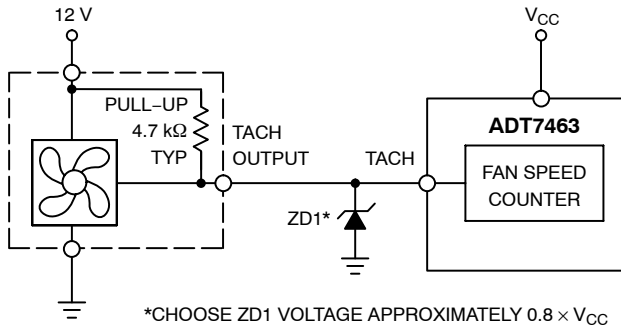 12 V
V_CC
PULL–UP
4.7 kΩ
TYP
TACH
OUTPUT
TACH
ADT7463
FAN SPEED
COUNTER
ZD1*
*CHOOSE ZD1 VOLTAGE APPROXIMATELY 0.8 × V_CC